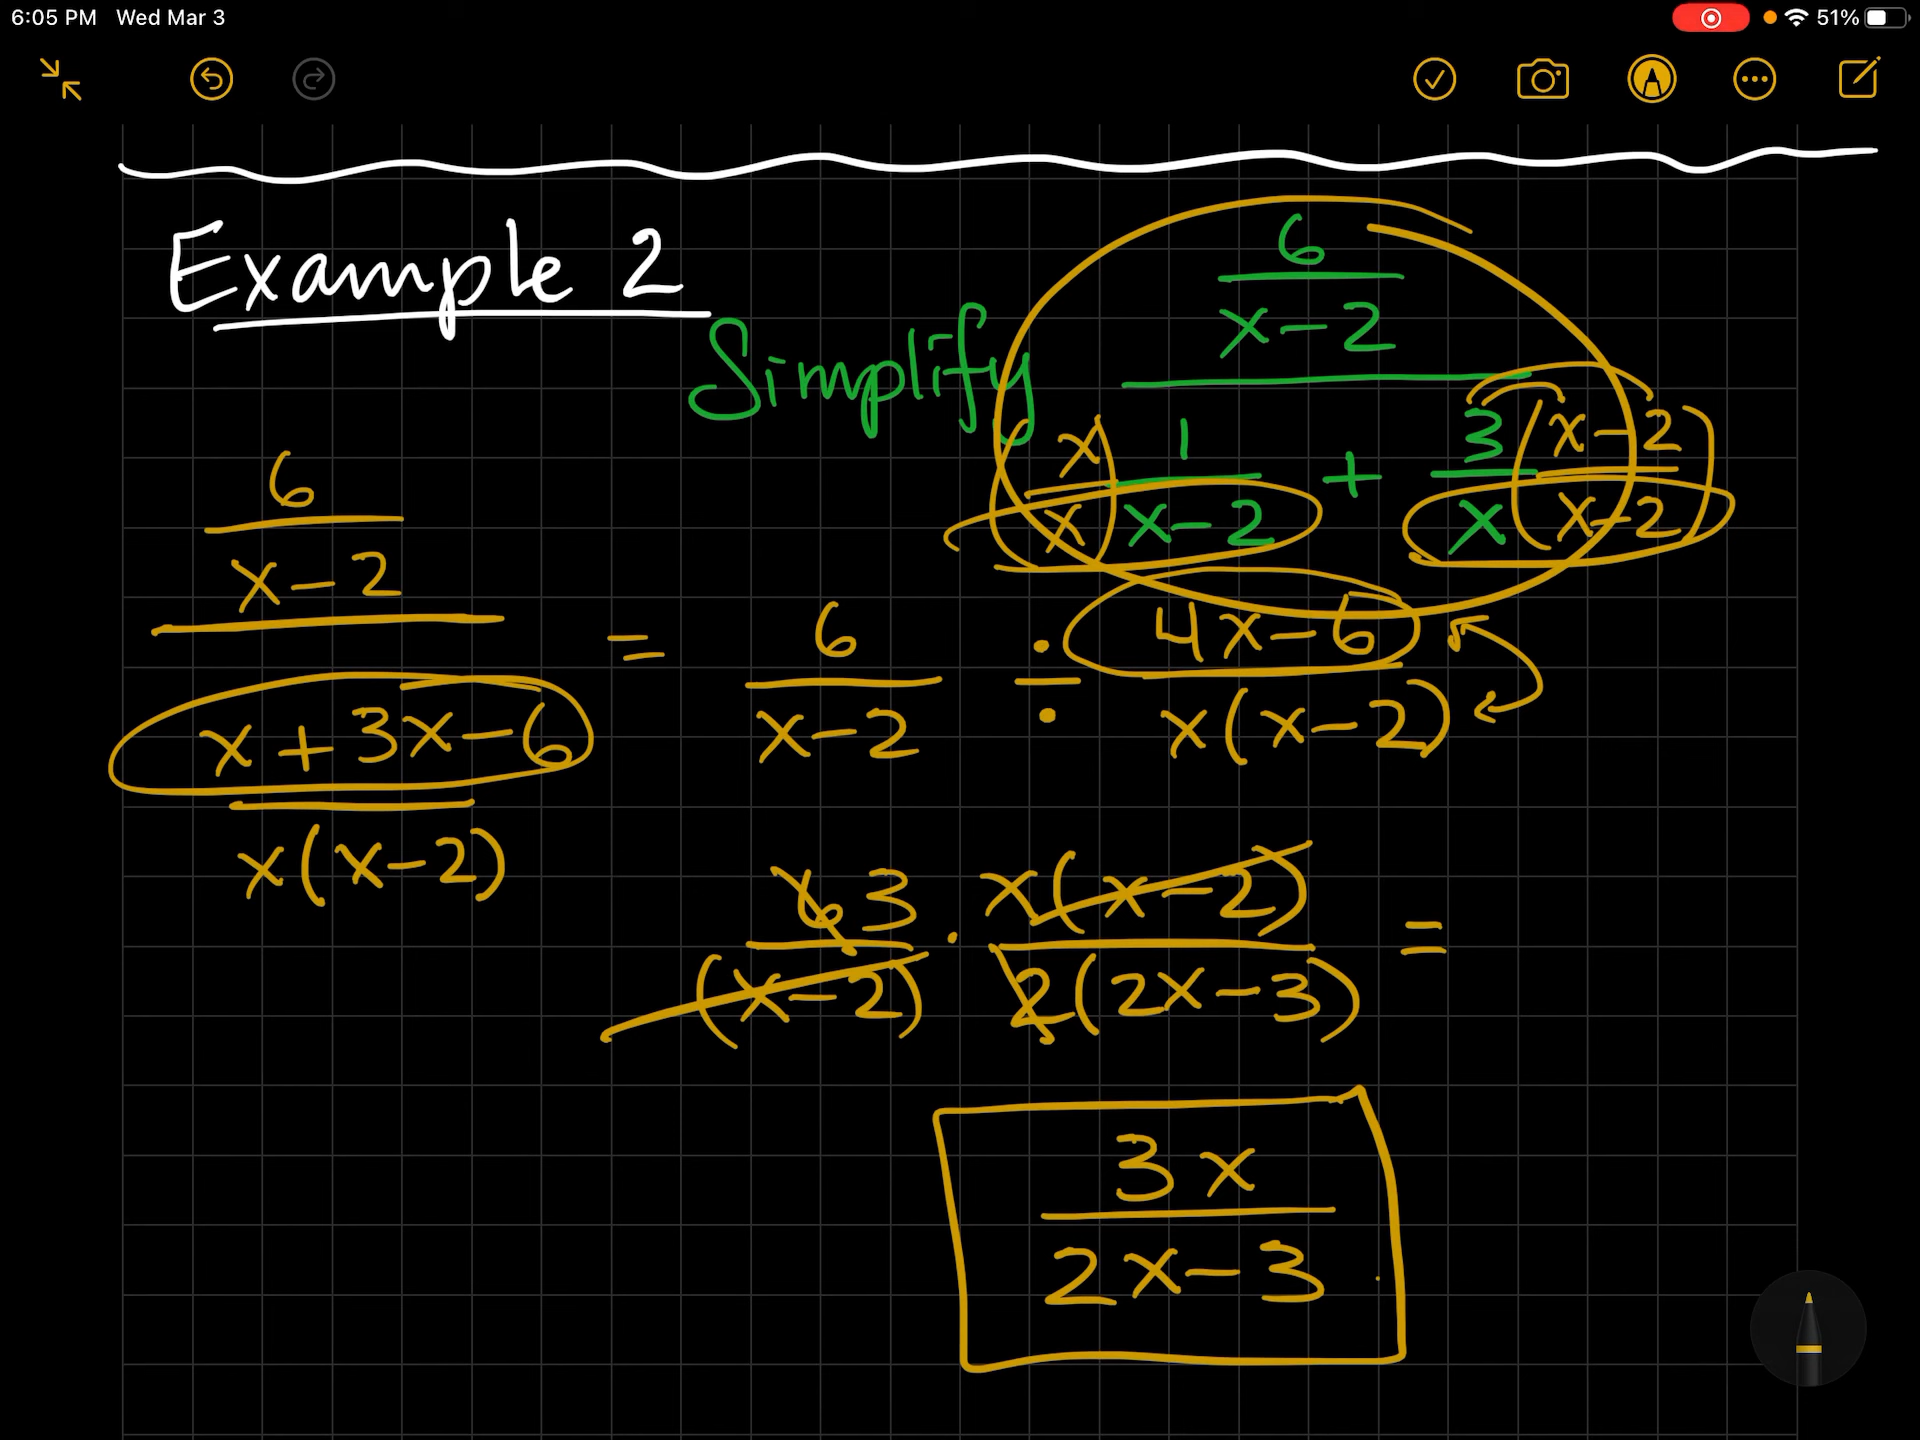 6:05 PM Wed Mar 3
51%
Example 2
Simplify
6
x-2
x 1 + 3 (x-2)
x x-2 x (x-2)
6
x-2
x+3x-6
x(x-2)
= 6 ÷ 4x-6
x-2 x(x-2)
6 3 · x(x-2) =
(x-2) 2(2x-3)
3x
2x-3